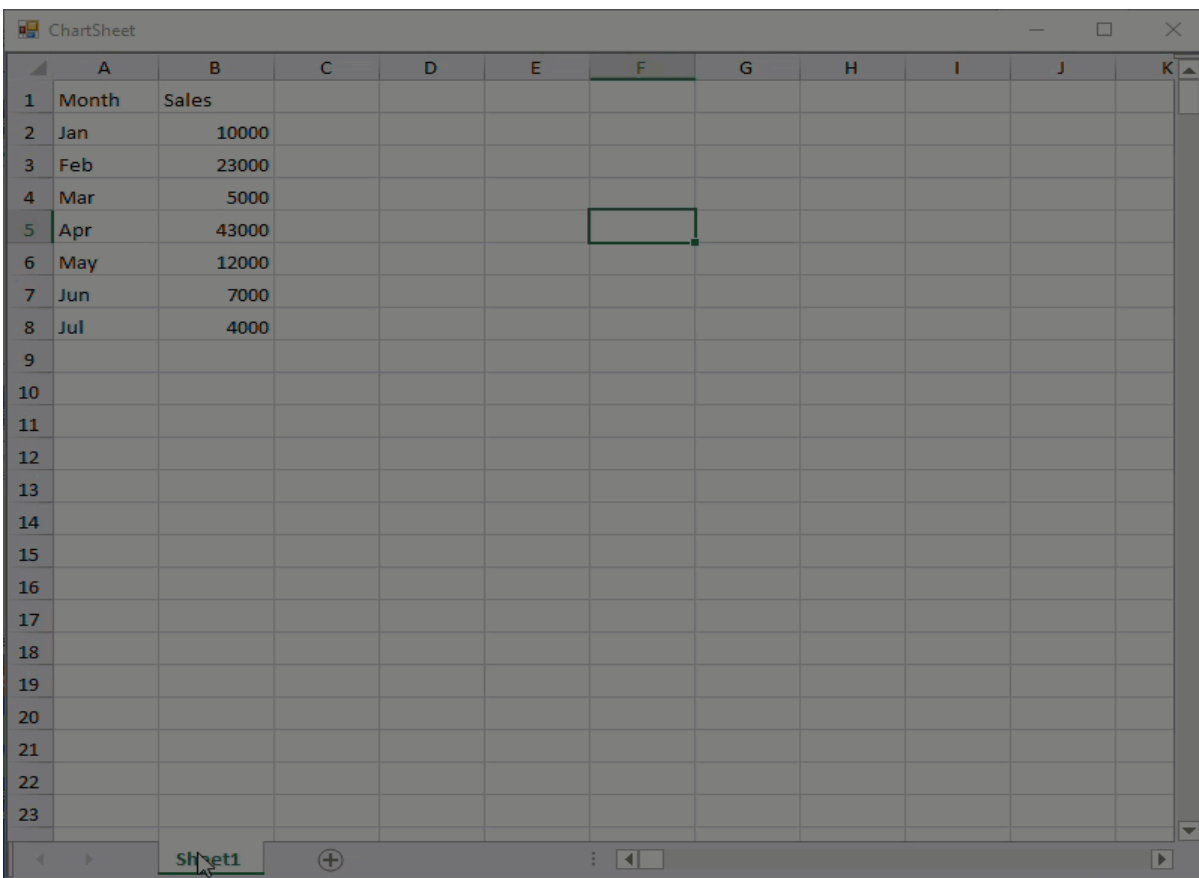 ChartSheet
A B C D E F G H I J K
1 Month Sales
2 Jan 10000
3 Feb 23000
4 Mar 5000
5 Apr 43000
6 May 12000
7 Jun 7000
8 Jul 4000
9
10
11
12
13
14
15
16
17
18
19
20
21
22
23
Sheet1